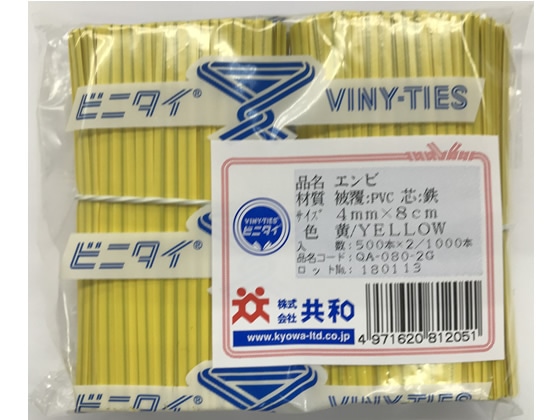 ビニタイ®
VINY-TIES
品名 エンビ
材質 被覆:PVC 芯:鉄
サイズ 4mm×8cm
色 黄/YELLOW
入 数:500本×2/1000本
品名コード:QA-080-2G
ロットNo.:180113
VINY-TIES
ビニタイ
株式会社 共和
www.kyowa-ltd.co.jp
4 971620 812051
ビニタイ®
ビニタイ®